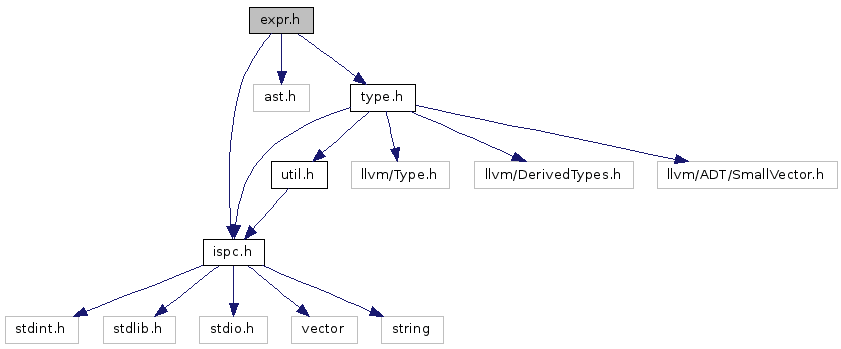 expr.h
ast.h
type.h
util.h
llvm/Type.h
llvm/DerivedTypes.h
llvm/ADT/SmallVector.h
ispc.h
stdint.h
stdlib.h
stdio.h
vector
string